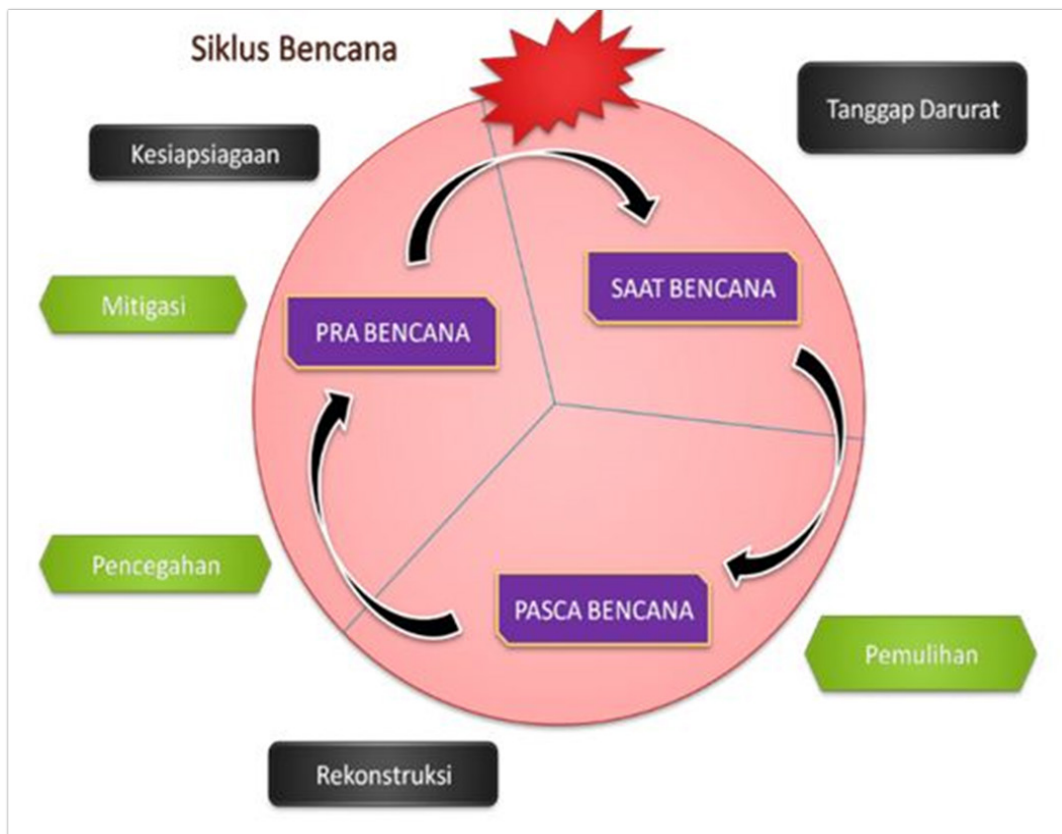 Siklus Bencana
Tanggap Darurat
Kesiapsiagaan
SAAT BENCANA
Mitigasi
PRA BENCANA
Pencegahan
PASCA BENCANA
Pemulihan
Rekonstruksi